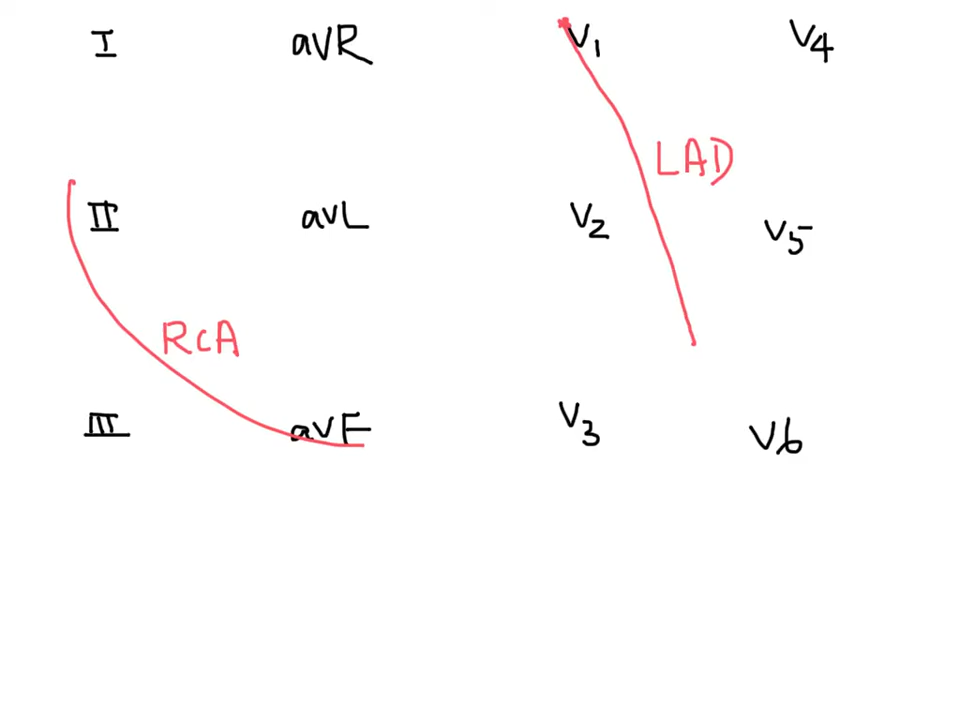 I avR V1 V4
LAD
II avL V2 V5
RCA
III avF V3 V6